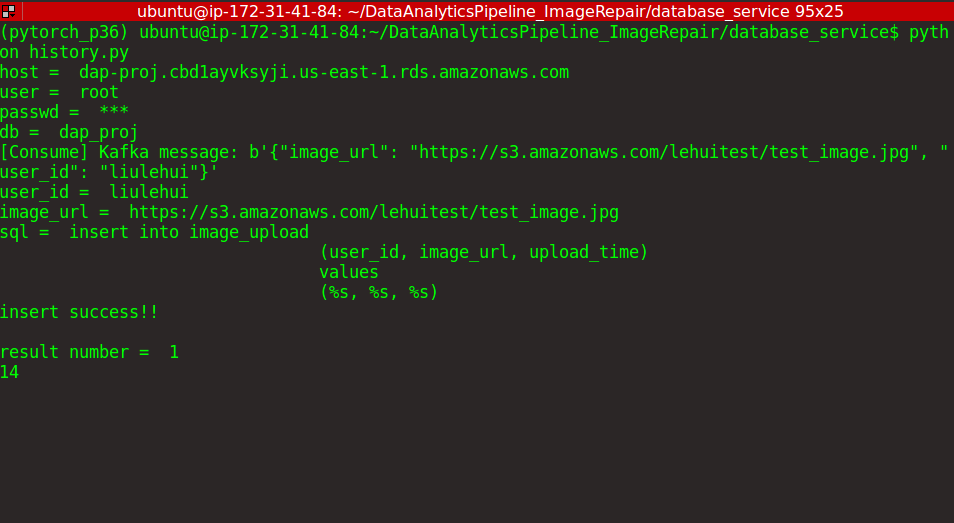 ubuntu@ip-172-31-41-84: ~/DataAnalyticsPipeline_ImageRepair/database_service 95x25
(pytorch_p36) ubuntu@ip-172-31-41-84:~/DataAnalyticsPipeline_ImageRepair/database_service$ pyth
on history.py
host =  dap-proj.cbd1ayvksyji.us-east-1.rds.amazonaws.com
user =  root
passwd =  ***
db =  dap_proj
[Consume] Kafka message: b'{"image_url": "https://s3.amazonaws.com/lehuitest/test_image.jpg", "
user_id": "liulehui"}'
user_id =  liulehui
image_url =  https://s3.amazonaws.com/lehuitest/test_image.jpg
sql =  insert into image_upload
(user_id, image_url, upload_time)
values
(%s, %s, %s)
insert success!!
result number =  1
14